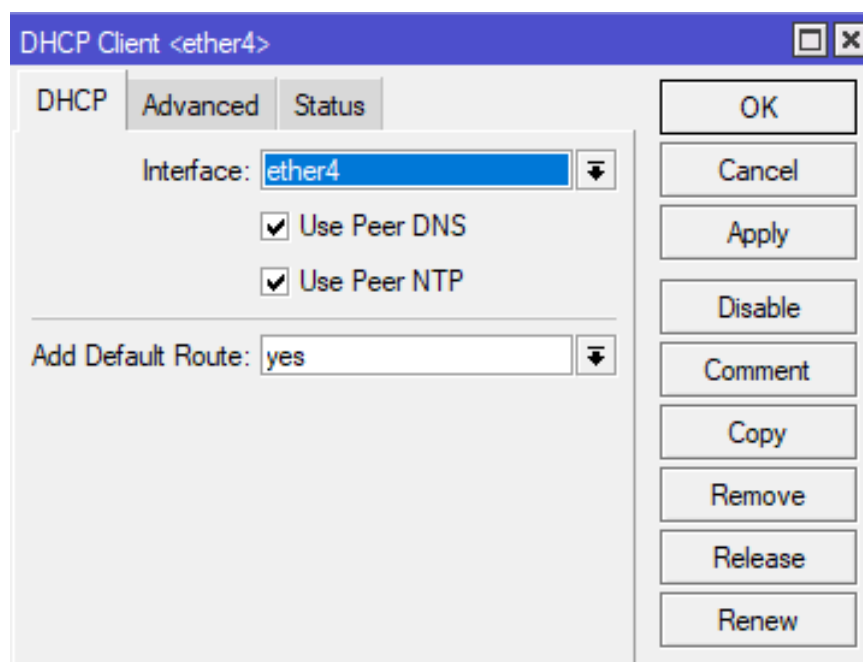 DHCP Client <ether4>
DHCP Advanced Status
Interface: ether4
Use Peer DNS
Use Peer NTP
Add Default Route: yes
OK
Cancel
Apply
Disable
Comment
Copy
Remove
Release
Renew